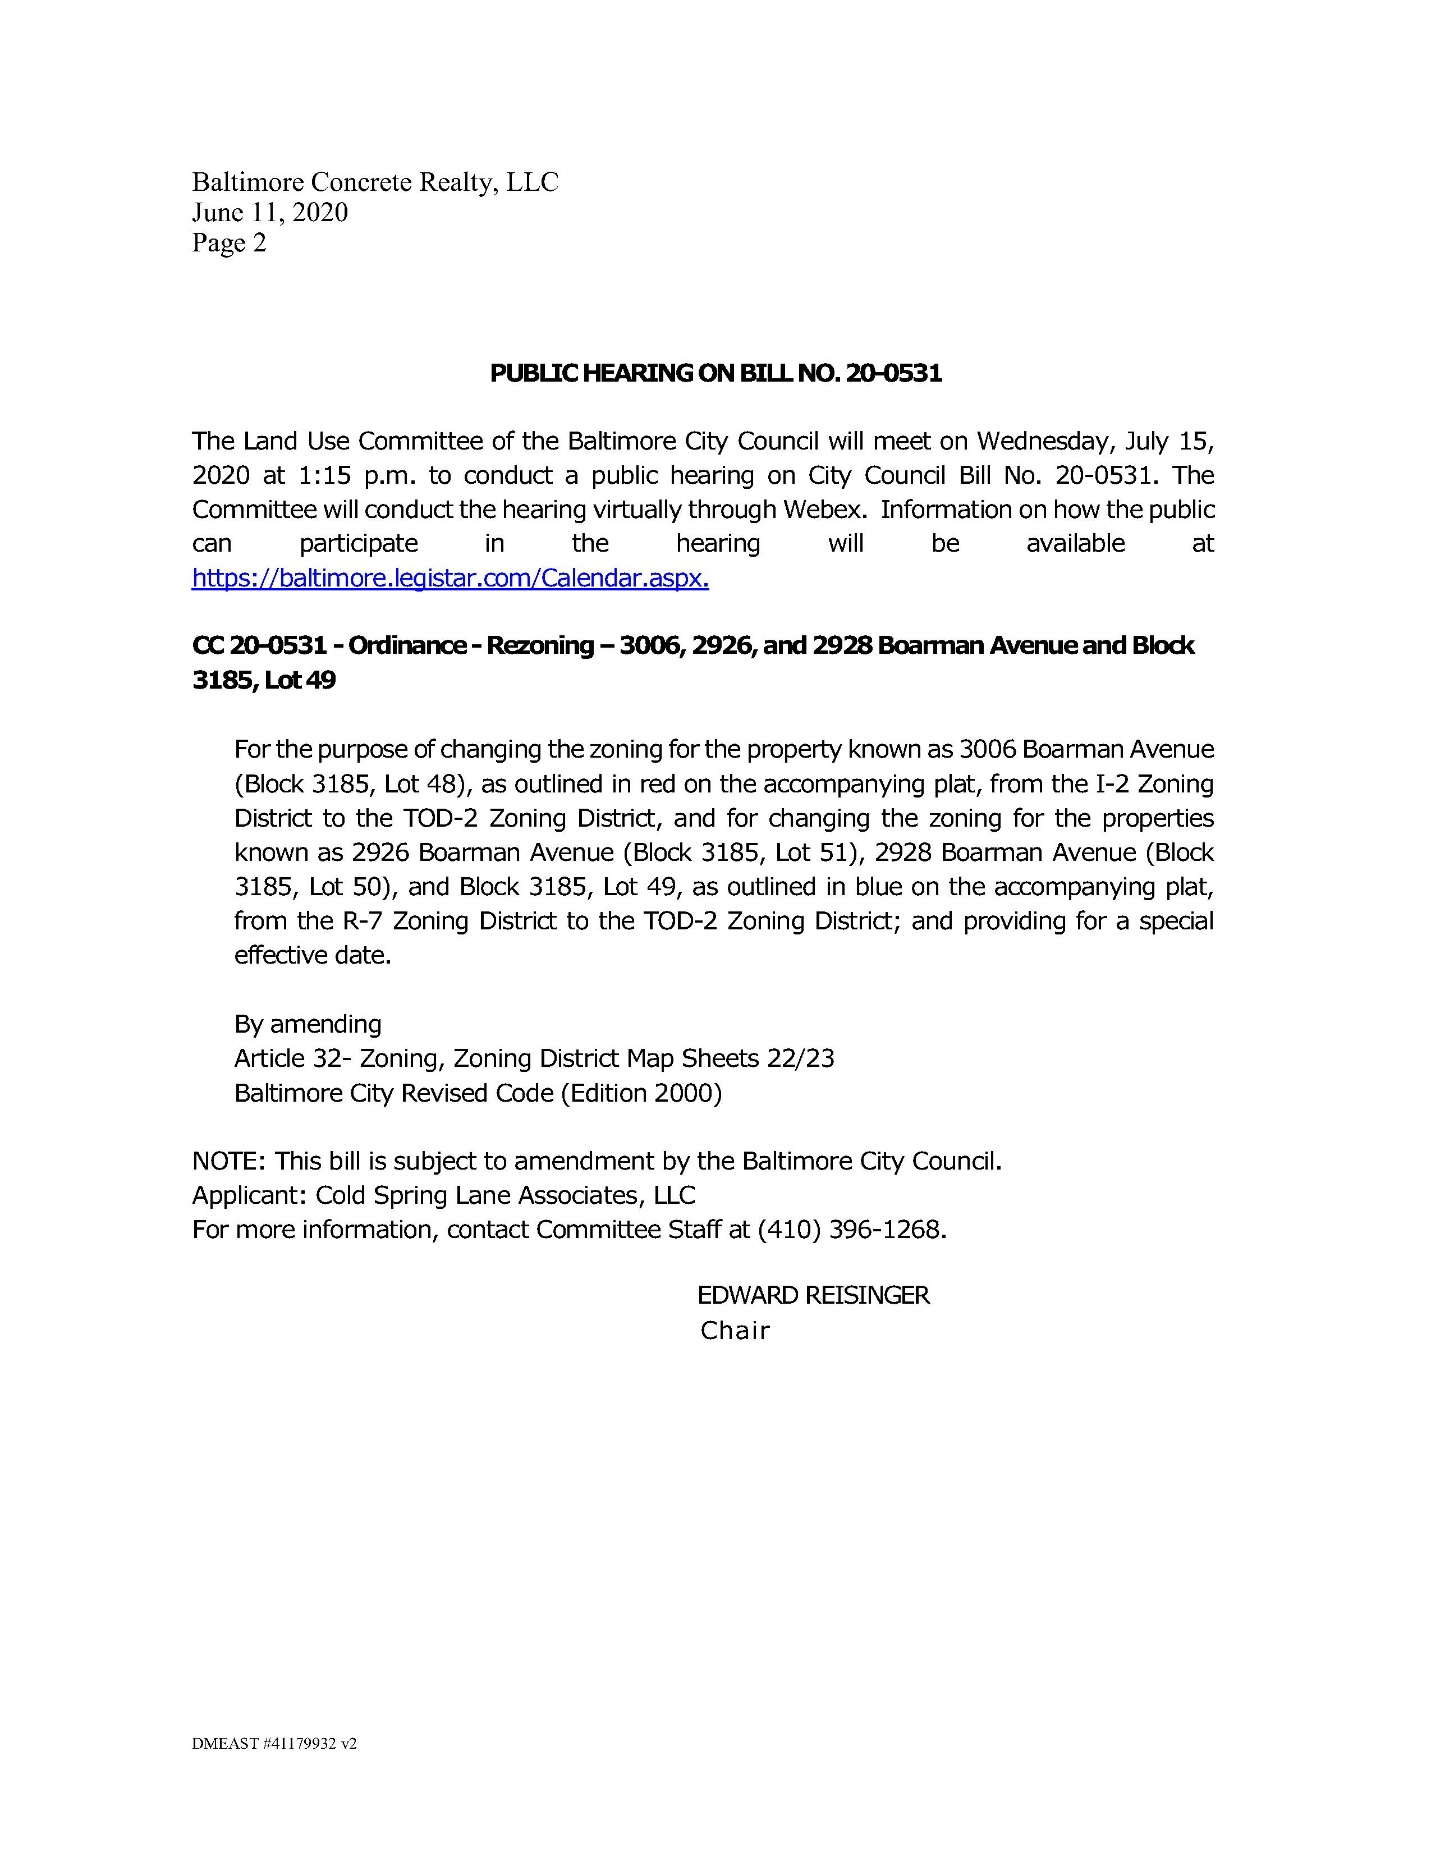 Baltimore Concrete Realty, LLC
June 11, 2020
Page 2
PUBLIC HEARING ON BILL NO. 20-0531
The Land Use Committee of the Baltimore City Council will meet on Wednesday, July 15,
2020 at 1:15 p.m. to conduct a public hearing on City Council Bill No. 20-0531. The
Committee will conduct the hearing virtually through Webex. Information on how the public
can participate in the hearing will be available at
https://baltimore.legistar.com/Calendar.aspx.
CC 20-0531 - Ordinance - Rezoning – 3006, 2926, and 2928 Boarman Avenue and Block
3185, Lot 49
For the purpose of changing the zoning for the property known as 3006 Boarman Avenue
(Block 3185, Lot 48), as outlined in red on the accompanying plat, from the I-2 Zoning
District to the TOD-2 Zoning District, and for changing the zoning for the properties
known as 2926 Boarman Avenue (Block 3185, Lot 51), 2928 Boarman Avenue (Block
3185, Lot 50), and Block 3185, Lot 49, as outlined in blue on the accompanying plat,
from the R-7 Zoning District to the TOD-2 Zoning District; and providing for a special
effective date.
By amending
Article 32- Zoning, Zoning District Map Sheets 22/23
Baltimore City Revised Code (Edition 2000)
NOTE: This bill is subject to amendment by the Baltimore City Council.
Applicant: Cold Spring Lane Associates, LLC
For more information, contact Committee Staff at (410) 396-1268.
EDWARD REISINGER
Chair
DMEAST #41179932 v2